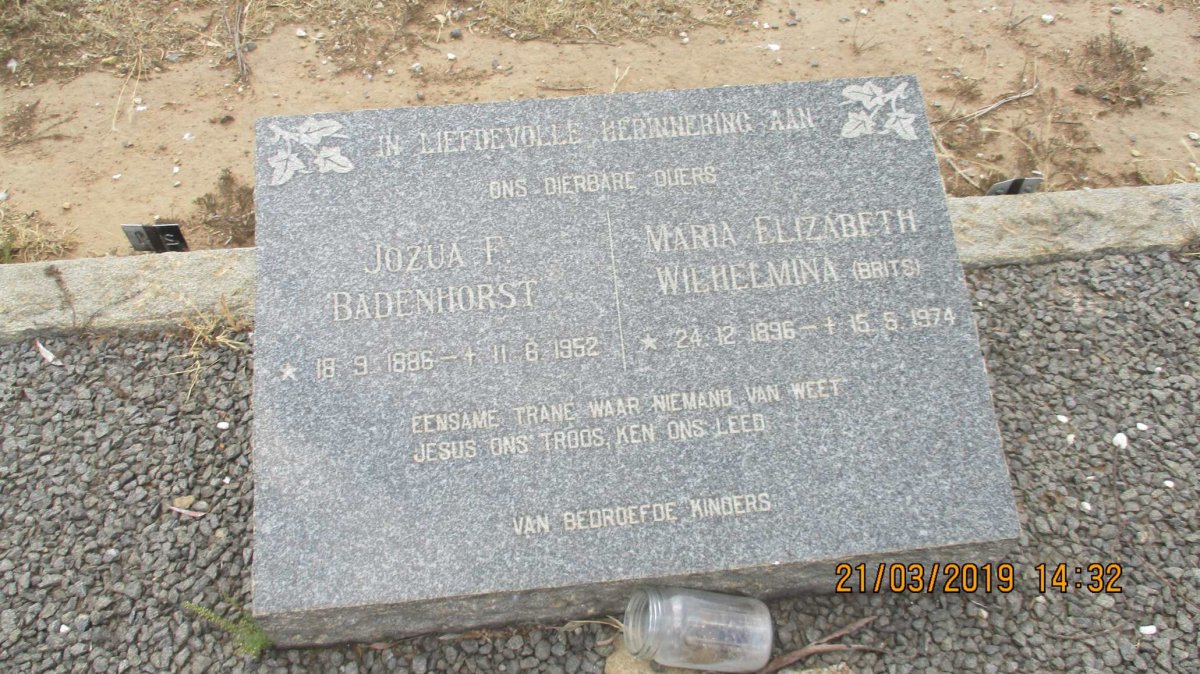 IN LIEFDEVOLLE HERINNERING AAN
ONS DIERBARE OUERS
JOZUA F.
BADENHORST
★ 18 9 1886 — + 11 6 1952
MARIA ELIZABETH
WILHELMINA (BRITS)
★ 24 12 1896 — + 15 5 1974
EENSAME TRANE WAAR NIEMAND VAN WEET
JESUS ONS TROOS, KEN ONS LEED
VAN BEDROEFDE KINDERS
21/03/2019 14:32